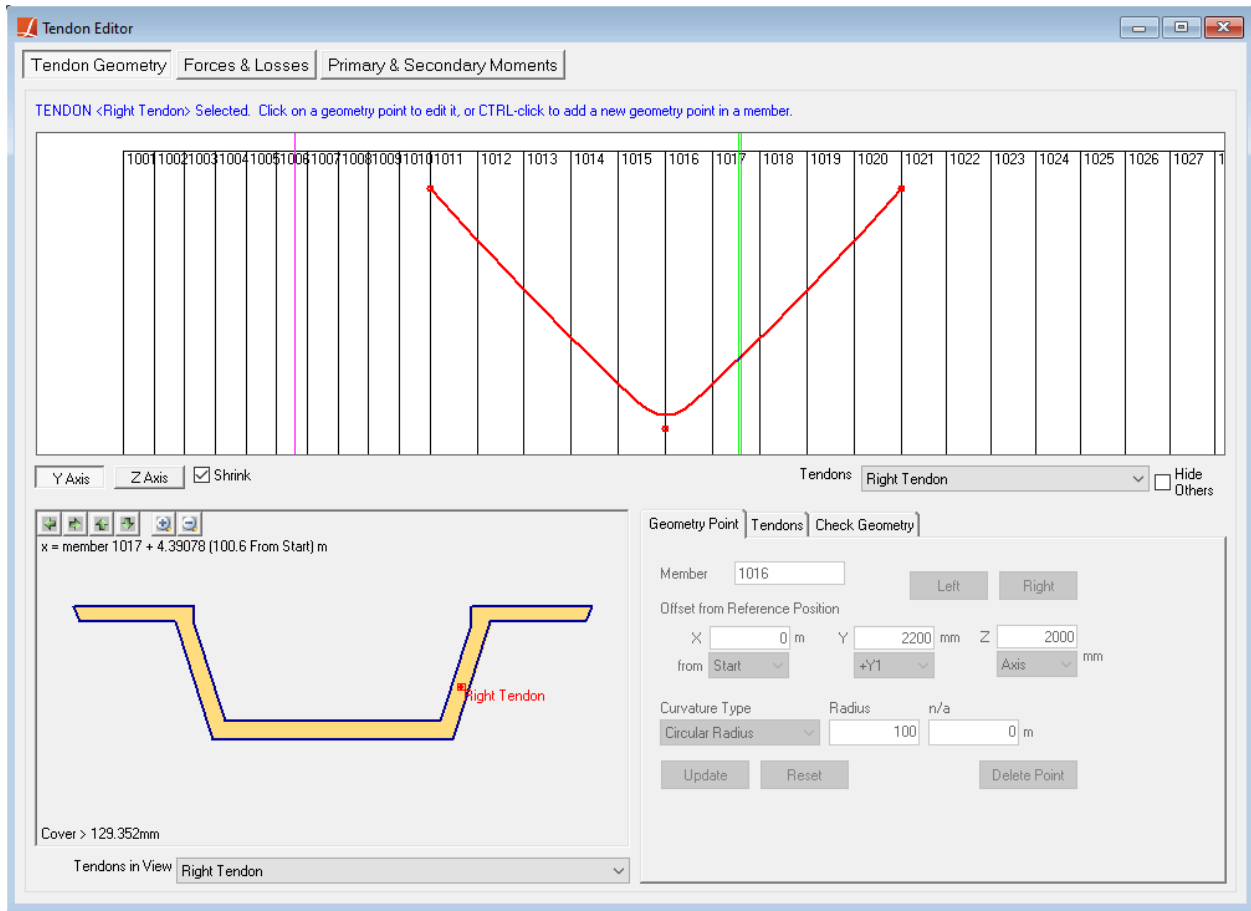 Tendon Editor
Tendon Geometry Forces & Losses Primary & Secondary Moments
TENDON <Right Tendon> Selected. Click on a geometry point to edit it, or CTRL-click to add a new geometry point in a member.
1001 1002 1003 1004 1005 1006 1007 1008 1009 1010 1011 1012 1013 1014 1015 1016 1017 1018 1019 1020 1021 1022 1023 1024 1025 1026 1027 1
Y Axis Z Axis Shrink Tendons Right Tendon Hide Others
x = member 1017 + 4.39078 (100.6 From Start) m
Right Tendon
Cover > 129.352mm
Tendons in View Right Tendon
Geometry Point Tendons Check Geometry
Member 1016 Left Right
Offset from Reference Position
X 0 m Y 2200 mm Z 2000 mm
from Start +Y1 Axis
Curvature Type Radius n/a
Circular Radius 100 0 m
Update Reset Delete Point